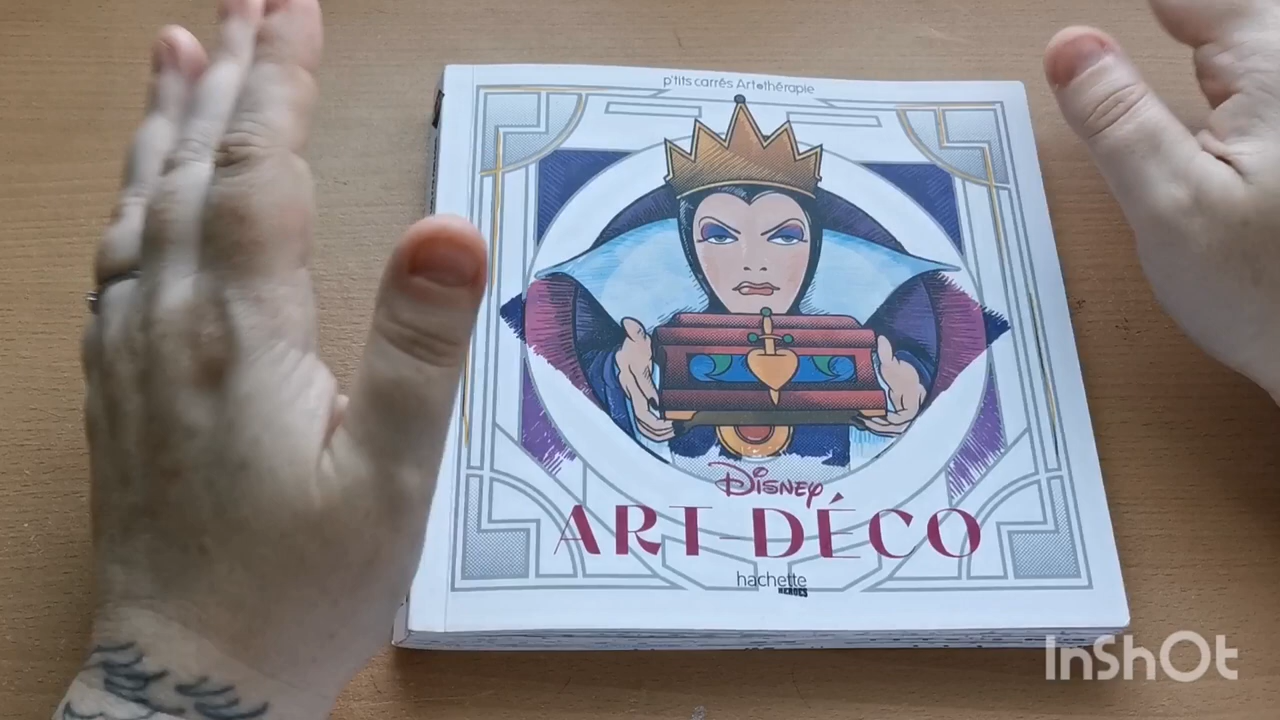 p'tits carrés Art-thérapie
Disney
ART DÉCO
hachette
HEROES
InShOt